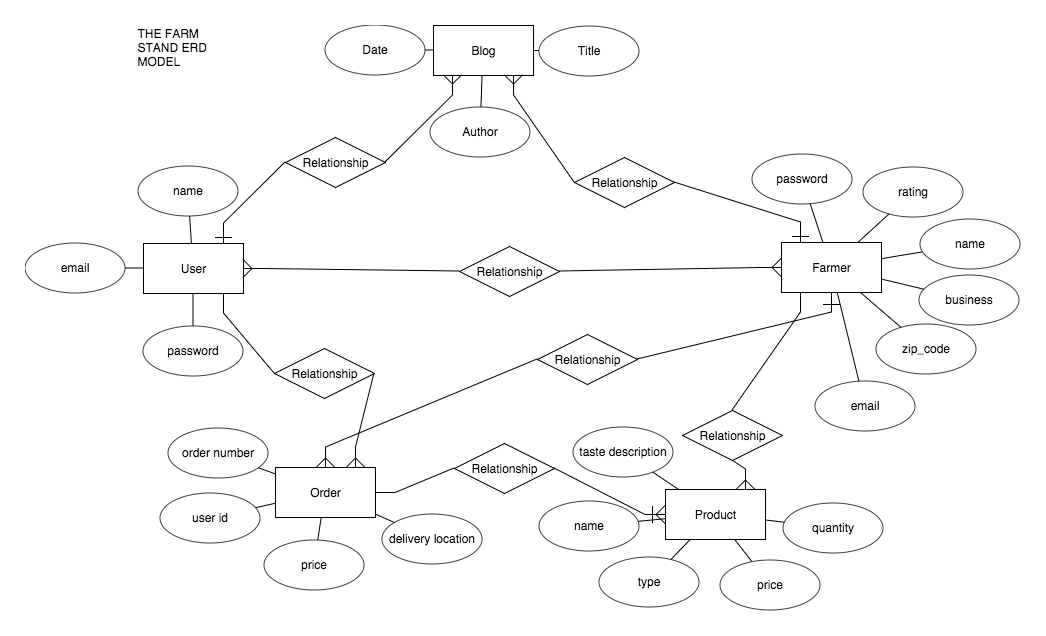 THE FARM
STAND ERD
MODEL
Date
Blog
Title
Author
Relationship
Relationship
password
rating
name
name
email
User
Relationship
Farmer
business
password
zip_code
Relationship
Relationship
email
Relationship
order number
taste description
Relationship
Order
Product
user id
name
quantity
delivery location
price
type
price